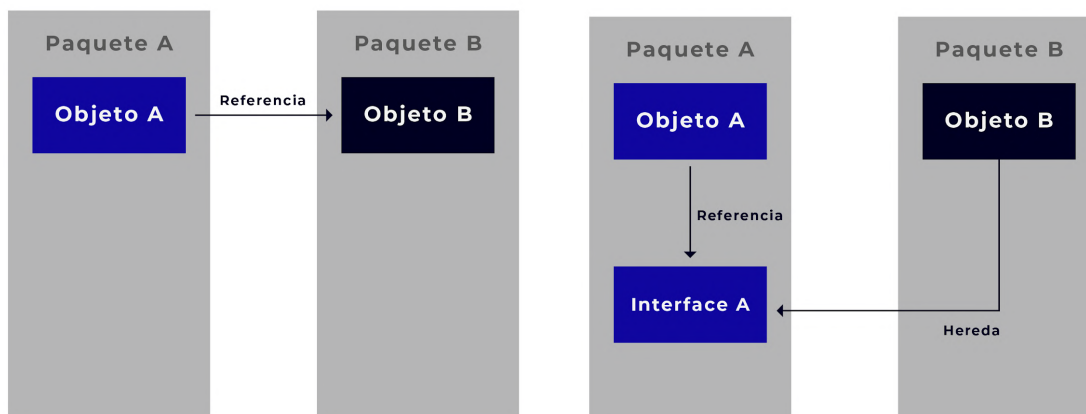 Paquete A
Objeto A
Referencia
Paquete B
Objeto B
Paquete A
Objeto A
Referencia
Interface A
Paquete B
Objeto B
Hereda